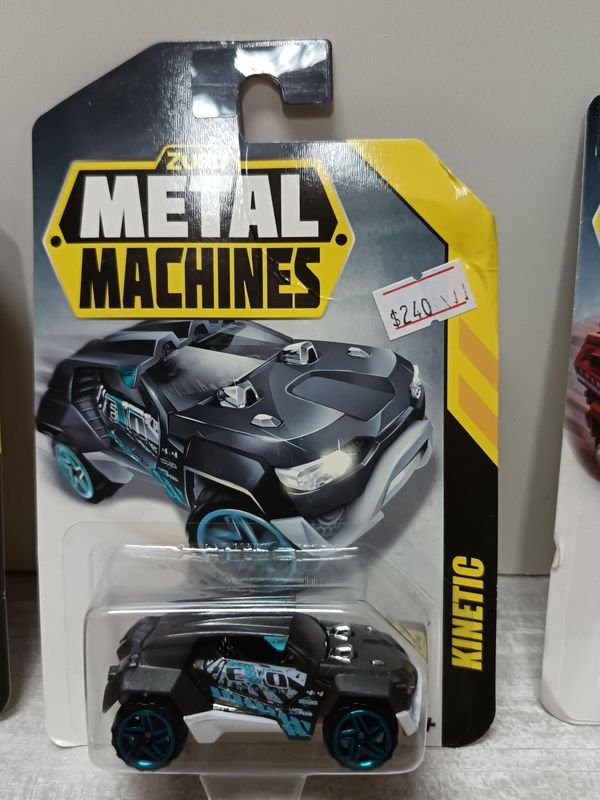 ZURU
METAL
MACHINES
$240
KINETIC